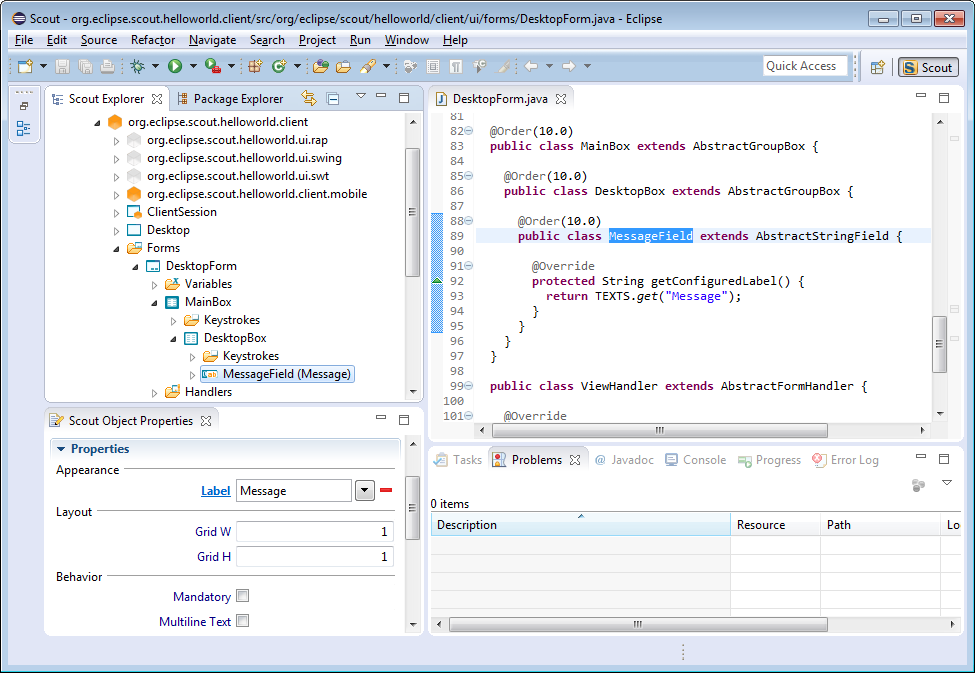 Scout - org.eclipse.scout.helloworld.client/src/org/eclipse/scout/helloworld/client/ui/forms/DesktopForm.java - Eclipse
File Edit Source Refactor Navigate Search Project Run Window Help
Quick Access
Scout
Scout Explorer
Package Explorer
org.eclipse.scout.helloworld.client
org.eclipse.scout.helloworld.ui.rap
org.eclipse.scout.helloworld.ui.swing
org.eclipse.scout.helloworld.ui.swt
org.eclipse.scout.helloworld.client.mobile
ClientSession
Desktop
Forms
DesktopForm
Variables
MainBox
Keystrokes
DesktopBox
Keystrokes
MessageField (Message)
Handlers
DesktopForm.java
81
82 @Order(10.0)
83 public class MainBox extends AbstractGroupBox {
84
85 @Order(10.0)
86 public class DesktopBox extends AbstractGroupBox {
87
88 @Order(10.0)
89 public class MessageField extends AbstractStringField {
90
91 @Override
92 protected String getConfiguredLabel() {
93 return TEXTS.get("Message");
94 }
95 }
96 }
97 }
98
99 public class ViewHandler extends AbstractFormHandler {
100
101 @Override
Scout Object Properties
Properties
Appearance
Label Message
Layout
Grid W 1
Grid H 1
Behavior
Mandatory
Multiline Text
Tasks Problems @ Javadoc Console Progress Error Log
0 items
Description Resource Path Lo